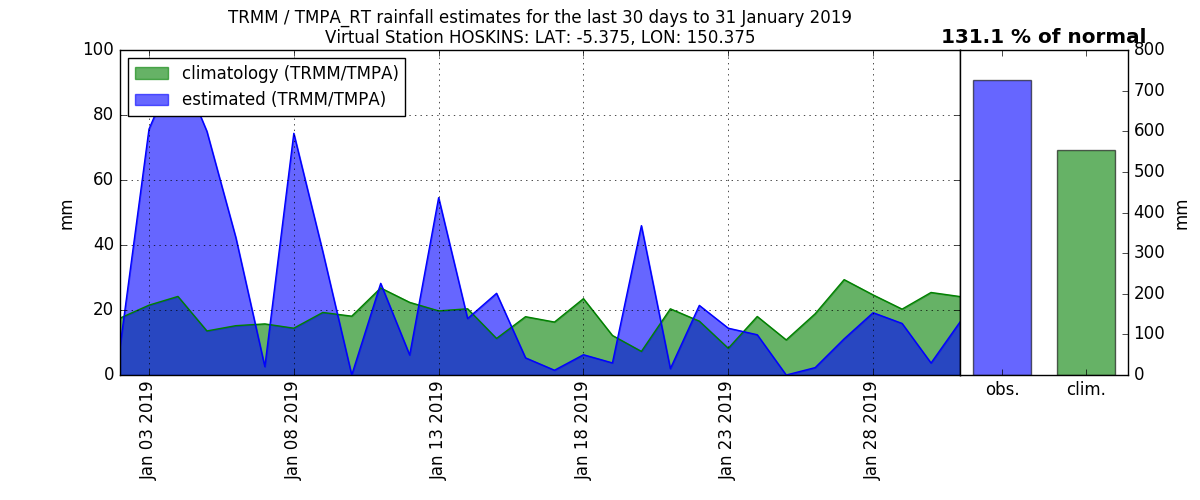 TRMM / TMPA_RT rainfall estimates for the last 30 days to 31 January 2019
Virtual Station HOSKINS: LAT: -5.375, LON: 150.375
131.1 % of normal
climatology (TRMM/TMPA)
estimated (TRMM/TMPA)
100
80
60
40
20
0
mm
Jan 03 2019
Jan 08 2019
Jan 13 2019
Jan 18 2019
Jan 23 2019
Jan 28 2019
800
700
600
500
400
300
200
100
0
mm
obs.
clim.